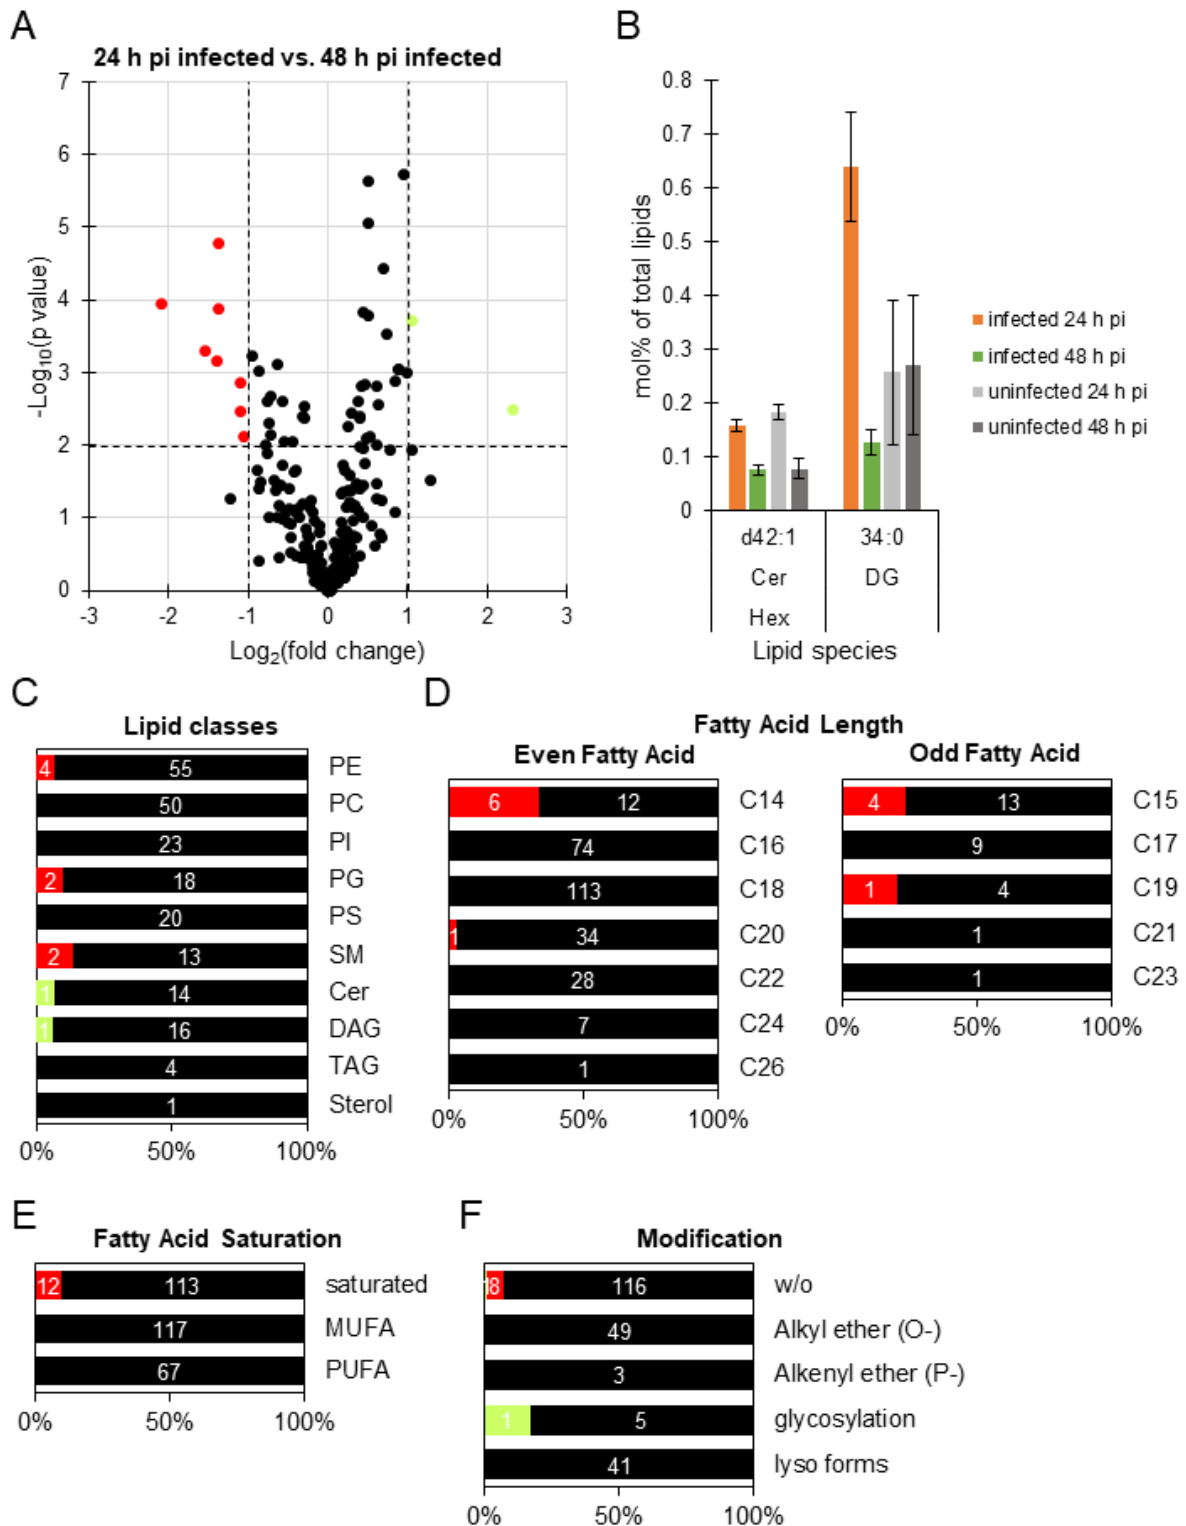 A
24 h pi infected vs. 48 h pi infected
7
6
5
4
3
2
1
0
-3
-2
-1
0
1
2
3
-Log10(p value)
Log2(fold change)
B
0.8
0.7
0.6
0.5
0.4
0.3
0.2
0.1
0
mol% of total lipids
d42:1
34:0
Cer
DG
Hex
Lipid species
infected 24 h pi
infected 48 h pi
uninfected 24 h pi
uninfected 48 h pi
C
Lipid classes
4 55 PE
50 PC
23 PI
2 18 PG
20 PS
2 13 SM
1 14 Cer
1 16 DAG
4 TAG
1 Sterol
0% 50% 100%
D
Fatty Acid Length
Even Fatty Acid
6 12 C14
74 C16
113 C18
1 34 C20
28 C22
7 C24
1 C26
0% 50% 100%
Odd Fatty Acid
4 13 C15
9 C17
1 4 C19
1 C21
1 C23
0% 50% 100%
E
Fatty Acid Saturation
12 113 saturated
117 MUFA
67 PUFA
0% 50% 100%
F
Modification
1 8 116 w/o
49 Alkyl ether (O-)
3 Alkenyl ether (P-)
1 5 glycosylation
41 lyso forms
0% 50% 100%